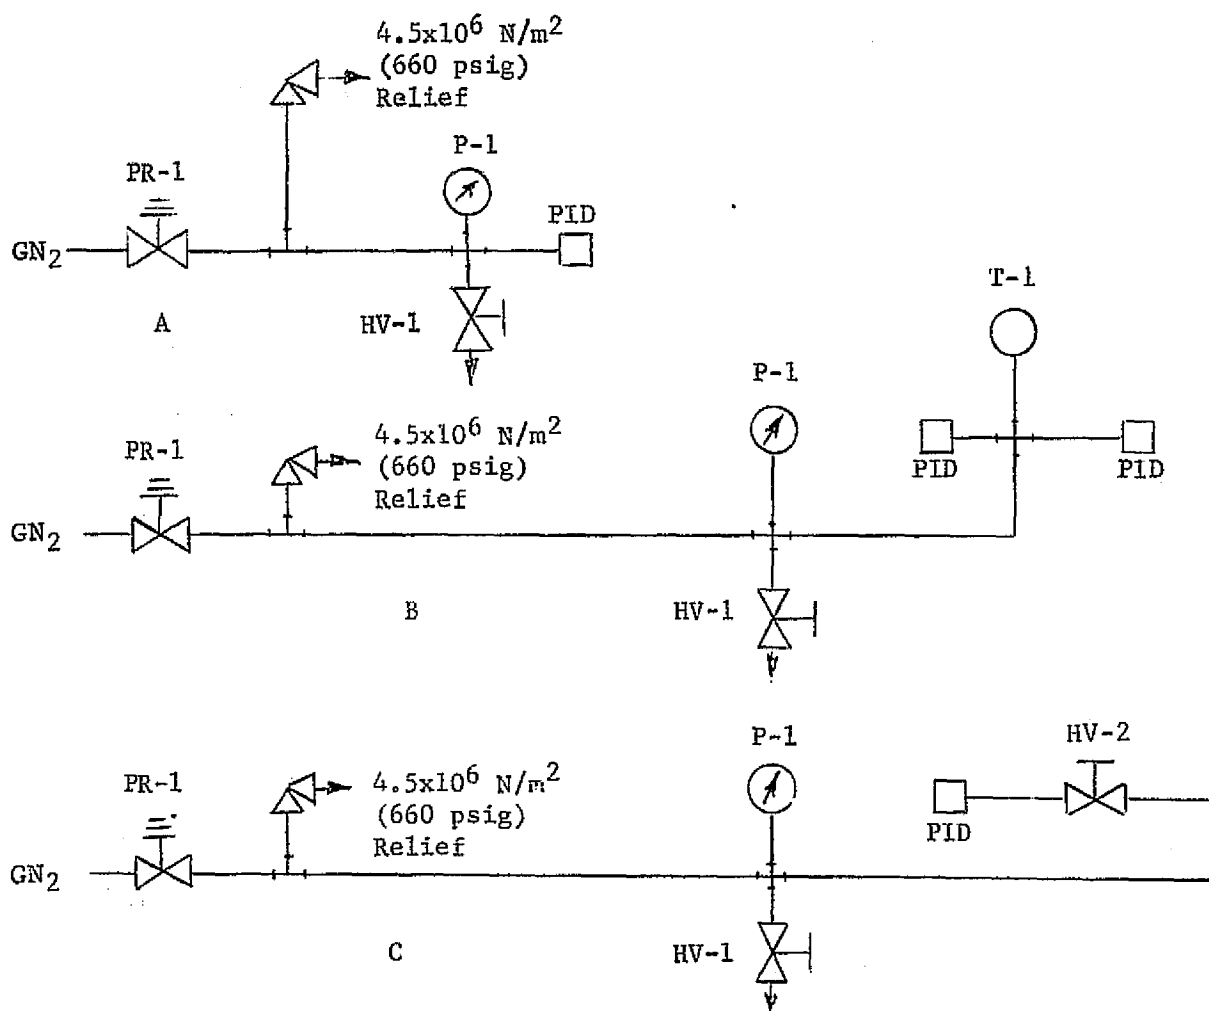 4.5x10⁶ N/m²
(660 psig)
Relief
P-1
PR-1
PID
GN₂
A
HV-1
T-1
P-1
4.5x10⁶ N/m²
(660 psig)
Relief
PR-1
PID
PID
GN₂
B
HV-1
P-1
HV-2
PR-1
4.5x10⁶ N/m²
(660 psig)
Relief
PID
GN₂
C
HV-1